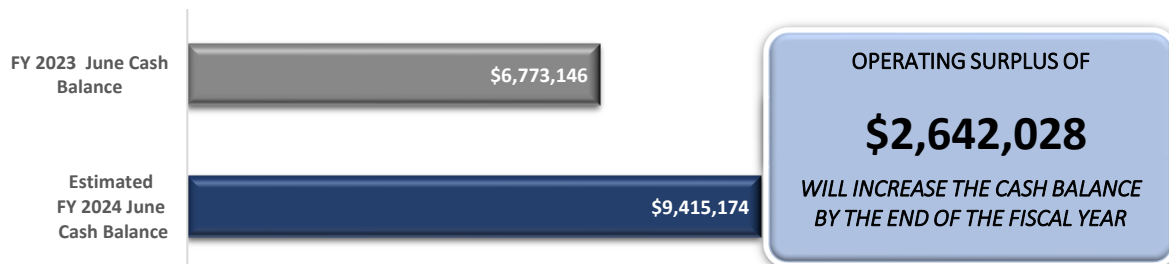 FY 2023 June Cash
Balance
$6,773,146
Estimated
FY 2024 June
Cash Balance
$9,415,174
OPERATING SURPLUS OF
$2,642,028
WILL INCREASE THE CASH BALANCE
BY THE END OF THE FISCAL YEAR